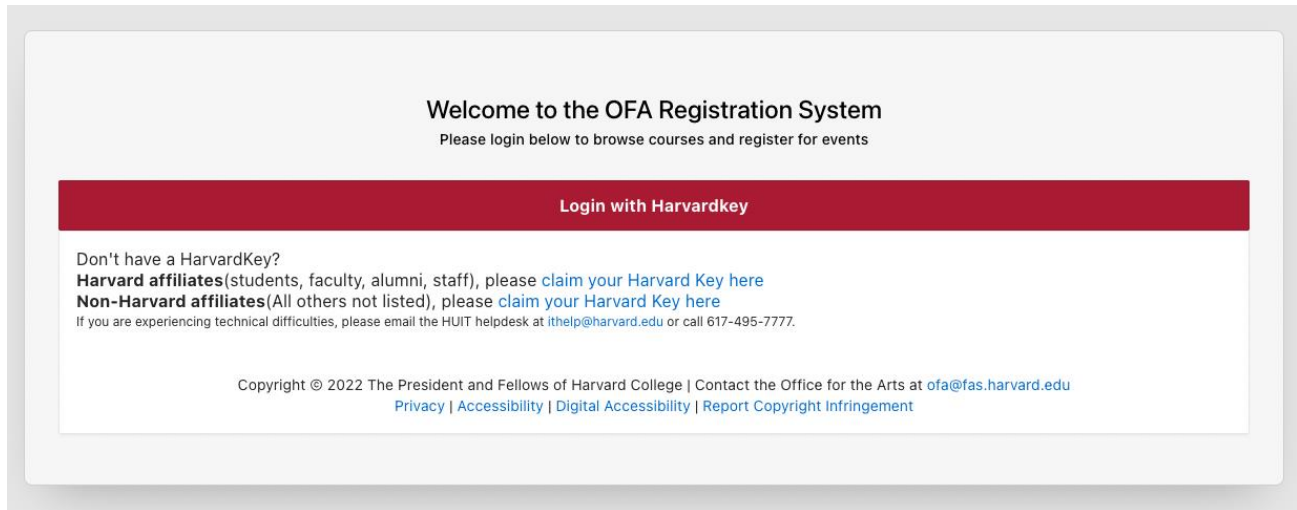 Welcome to the OFA Registration System
Please login below to browse courses and register for events
Login with Harvardkey
Don't have a HarvardKey?
Harvard affiliates(students, faculty, alumni, staff), please claim your Harvard Key here
Non-Harvard affiliates(All others not listed), please claim your Harvard Key here
If you are experiencing technical difficulties, please email the HUIT helpdesk at ithelp@harvard.edu or call 617-495-7777.
Copyright © 2022 The President and Fellows of Harvard College | Contact the Office for the Arts at ofa@fas.harvard.edu
Privacy | Accessibility | Digital Accessibility | Report Copyright Infringement